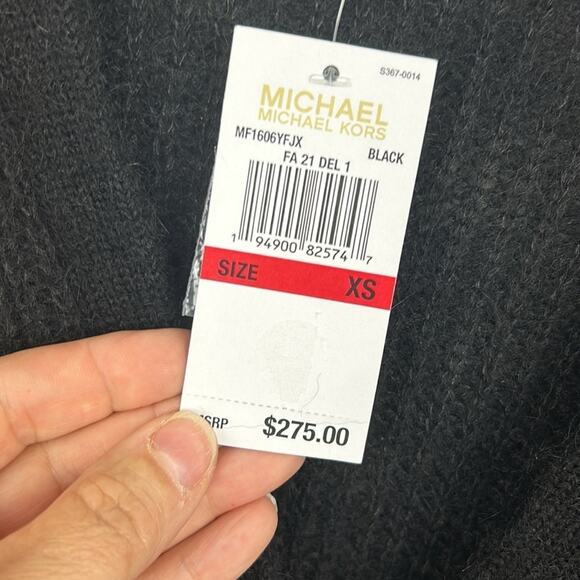 S367-0014
MICHAEL
MICHAEL KORS
MF1606YFJX BLACK
FA 21 DEL 1
1 94900 82574 7
SIZE XS
MSRP $275.00